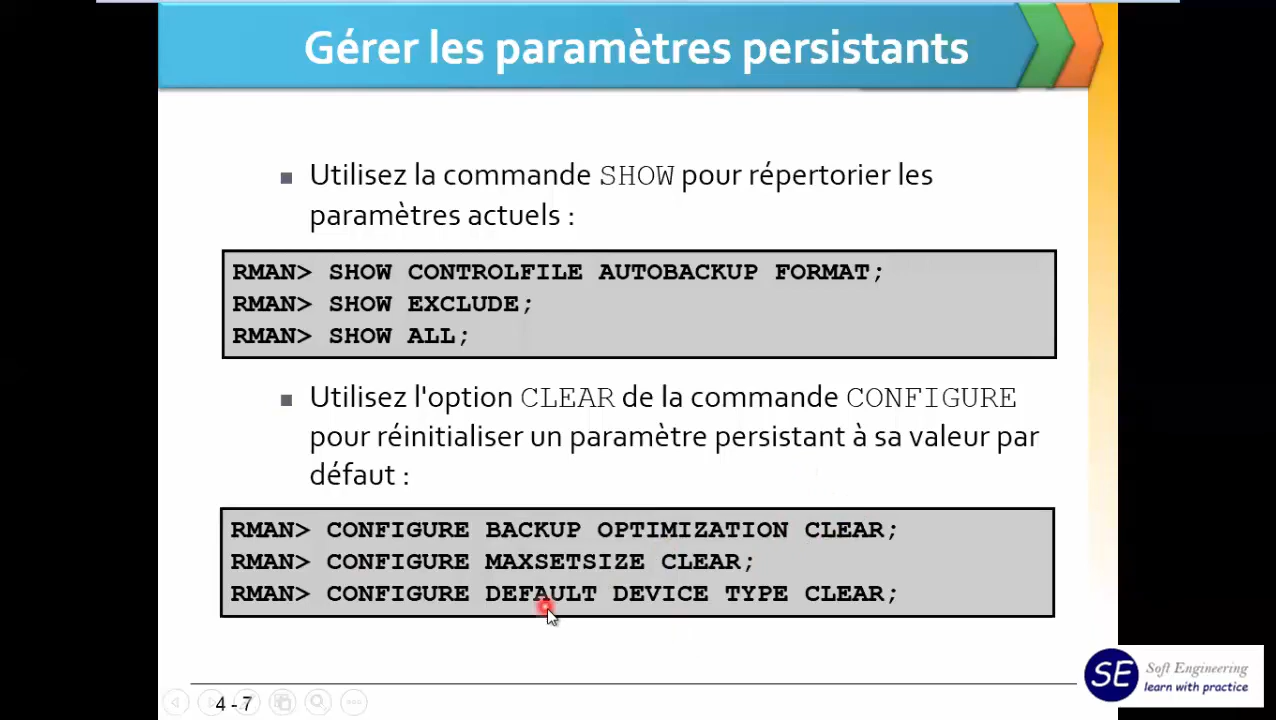 Gérer les paramètres persistants
Utilisez la commande SHOW pour répertorier les
paramètres actuels :
RMAN> SHOW CONTROLFILE AUTOBACKUP FORMAT;
RMAN> SHOW EXCLUDE;
RMAN> SHOW ALL;
Utilisez l'option CLEAR de la commande CONFIGURE
pour réinitialiser un paramètre persistant à sa valeur par
défaut :
RMAN> CONFIGURE BACKUP OPTIMIZATION CLEAR;
RMAN> CONFIGURE MAXSETSIZE CLEAR;
RMAN> CONFIGURE DEFAULT DEVICE TYPE CLEAR;
SE Soft Engineering
learn with practice
4 - 7